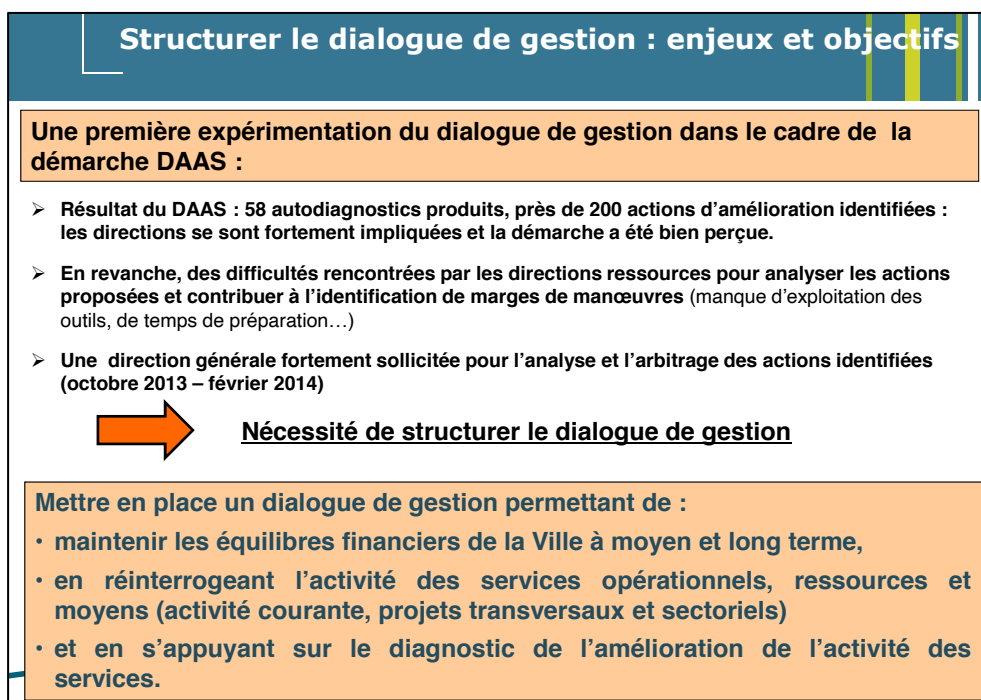 Structurer le dialogue de gestion : enjeux et objectifs
Une première expérimentation du dialogue de gestion dans le cadre de la
démarche DAAS :
➢ Résultat du DAAS : 58 autodiagnostics produits, près de 200 actions d’amélioration identifiées :
les directions se sont fortement impliquées et la démarche a été bien perçue.
➢ En revanche, des difficultés rencontrées par les directions ressources pour analyser les actions
proposées et contribuer à l’identification de marges de manœuvres (manque d’exploitation des
outils, de temps de préparation…)
➢ Une direction générale fortement sollicitée pour l’analyse et l’arbitrage des actions identifiées
(octobre 2013 – février 2014)
Nécessité de structurer le dialogue de gestion
Mettre en place un dialogue de gestion permettant de :
• maintenir les équilibres financiers de la Ville à moyen et long terme,
• en réinterrogeant l’activité des services opérationnels, ressources et
moyens (activité courante, projets transversaux et sectoriels)
• et en s’appuyant sur le diagnostic de l’amélioration de l’activité des
services.